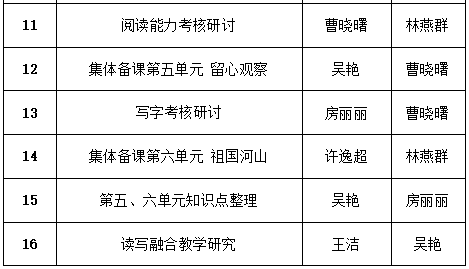 11 阅读能力考核研讨 曹晓曙 林燕群
12 集体备课第五单元 留心观察 吴艳 曹晓曙
13 写字考核研讨 房丽丽 曹晓曙
14 集体备课第六单元 祖国河山 许逸超 林燕群
15 第五、六单元知识点整理 吴艳 房丽丽
16 读写融合教学研究 王洁 吴艳